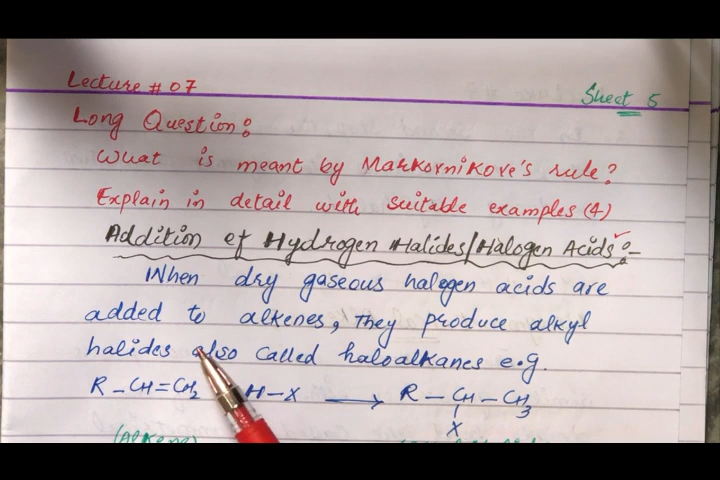 Lecture # 07
Sheet 5
Long Question:
What is meant by Markovnikove's rule?
Explain in detail with suitable examples (4)
Addition of Hydrogen Halides/Halogen Acids:-
When dry gaseous halogen acids are
added to alkenes, they produce alkyl
halides also called haloalkanes e.g.
R-CH=CH2 H-X → R-CH-CH3
X
(Alkene)